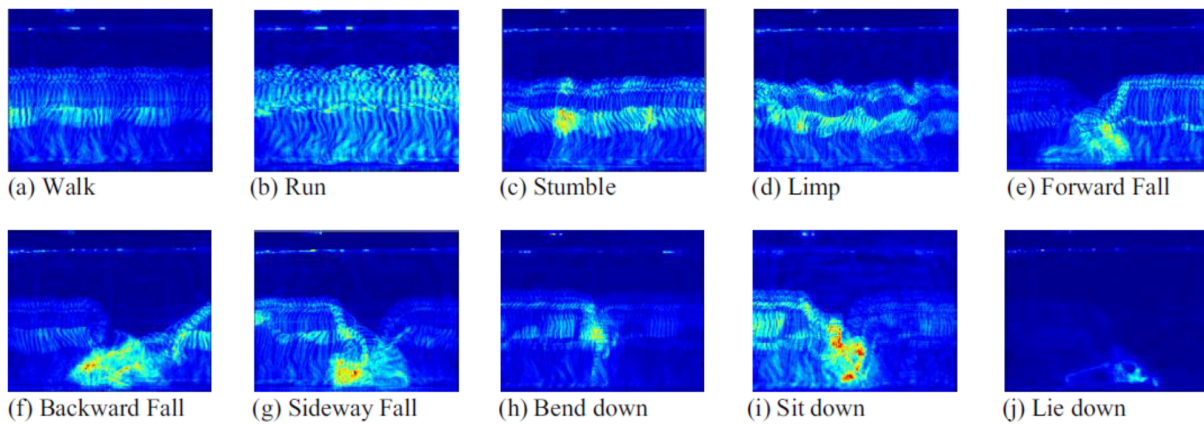 (a) Walk
(b) Run
(c) Stumble
(d) Limp
(e) Forward Fall
(f) Backward Fall
(g) Sideway Fall
(h) Bend down
(i) Sit down
(j) Lie down